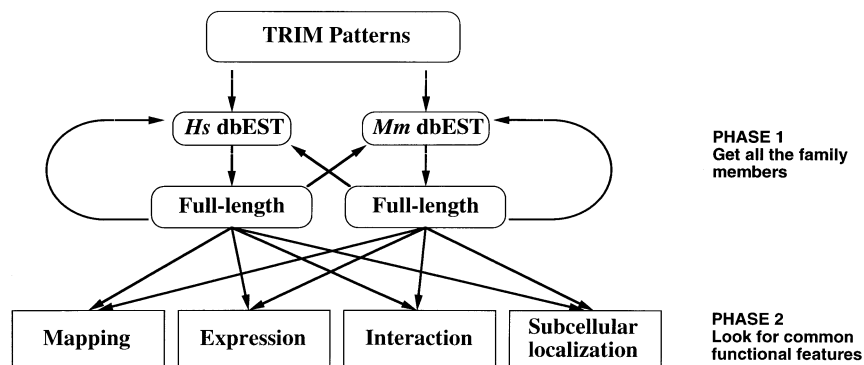 TRIM Patterns
Hs dbEST
Mm dbEST
PHASE 1
Get all the family
members
Full-length
Full-length
Mapping
Expression
Interaction
Subcellular
localization
PHASE 2
Look for common
functional features